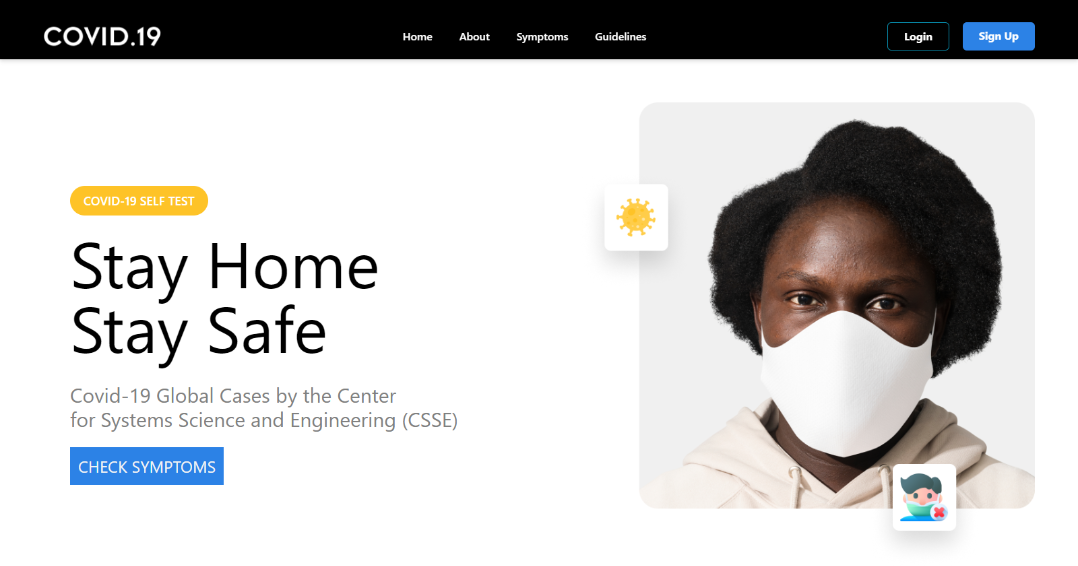 COVID.19
Home
About
Symptoms
Guidelines
Login
Sign Up
COVID-19 SELF TEST
Stay Home
Stay Safe
Covid-19 Global Cases by the Center
for Systems Science and Engineering (CSSE)
CHECK SYMPTOMS